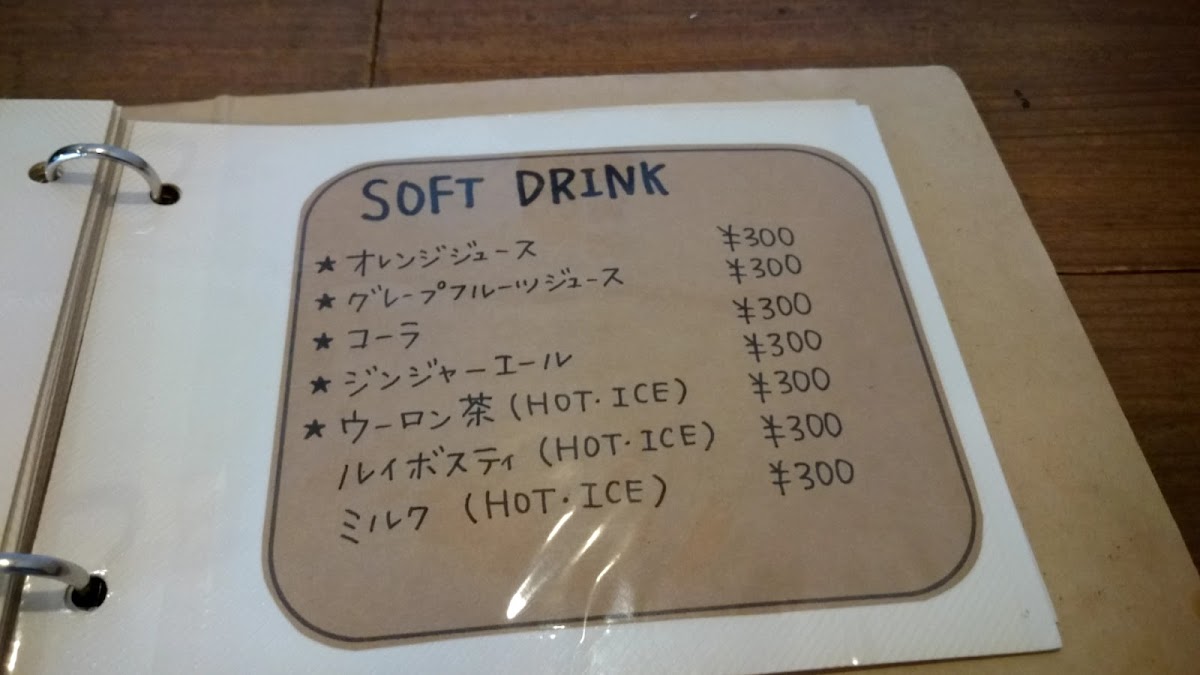 SOFT DRINK
★ オレンジジュース ¥300
★ グレープフルーツジュース ¥300
★ コーラ ¥300
★ ジンジャーエール ¥300
★ ウーロン茶 (HOT・ICE) ¥300
ルイボスティ (HOT・ICE) ¥300
ミルク (HOT・ICE) ¥300